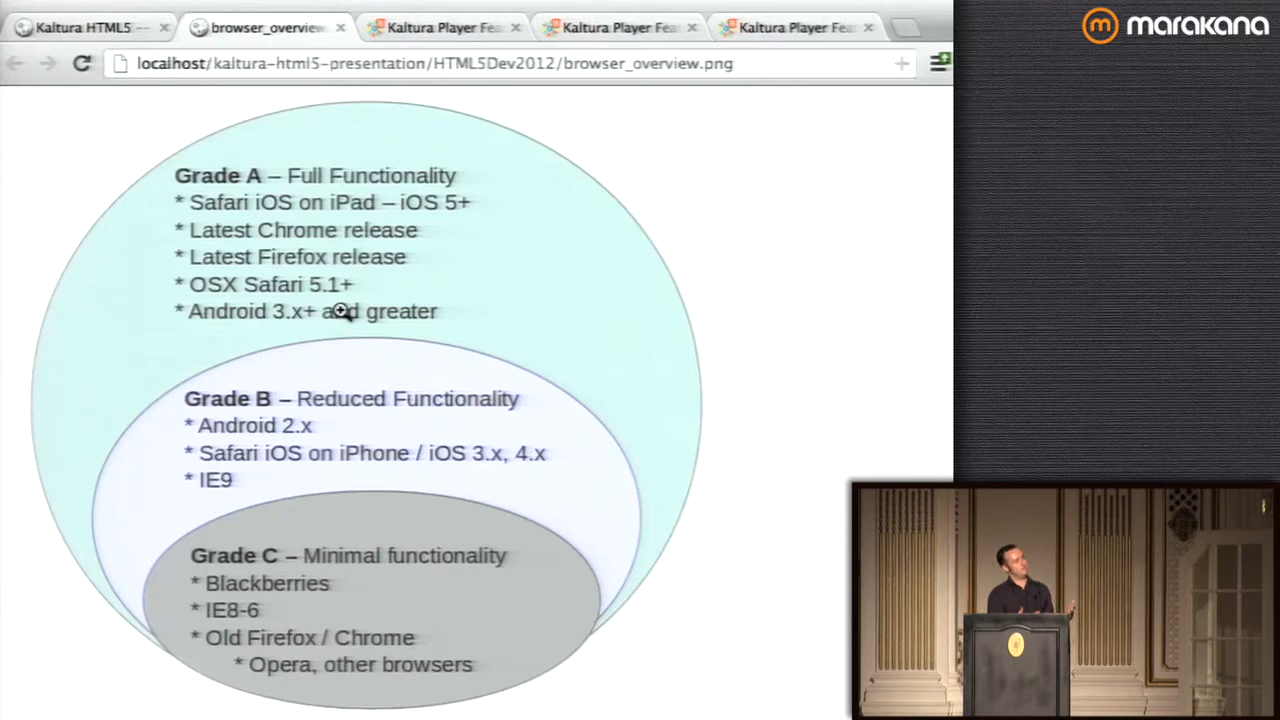 Kaltura HTML5
browser_overview
Kaltura Player Fea
Kaltura Player Fea
Kaltura Player Fea
marakana
localhost/kaltura-html5-presentation/HTML5Dev2012/browser_overview.png
Grade A – Full Functionality
* Safari iOS on iPad – iOS 5+
* Latest Chrome release
* Latest Firefox release
* OSX Safari 5.1+
* Android 3.x+ and greater
Grade B – Reduced Functionality
* Android 2.x
* Safari iOS on iPhone / iOS 3.x, 4.x
* IE9
Grade C – Minimal functionality
* Blackberries
* IE8-6
* Old Firefox / Chrome
* Opera, other browsers